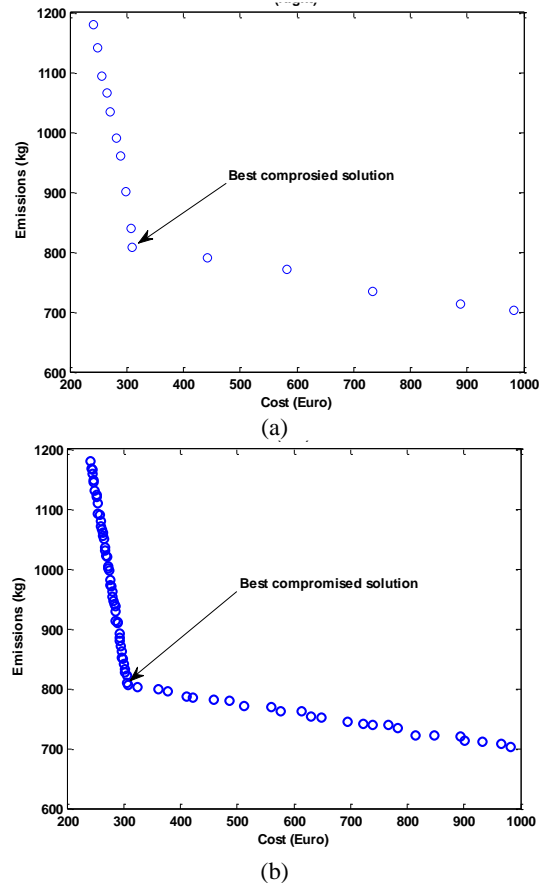 1200
1100
1000
900
800
700
600
Emissions (kg)
Best comprosied solution
200 300 400 500 600 700 800 900 1000
Cost (Euro)
(a)
1200
1100
1000
900
800
700
600
Emissions (kg)
Best compromised solution
200 300 400 500 600 700 800 900 1000
Cost (Euro)
(b)